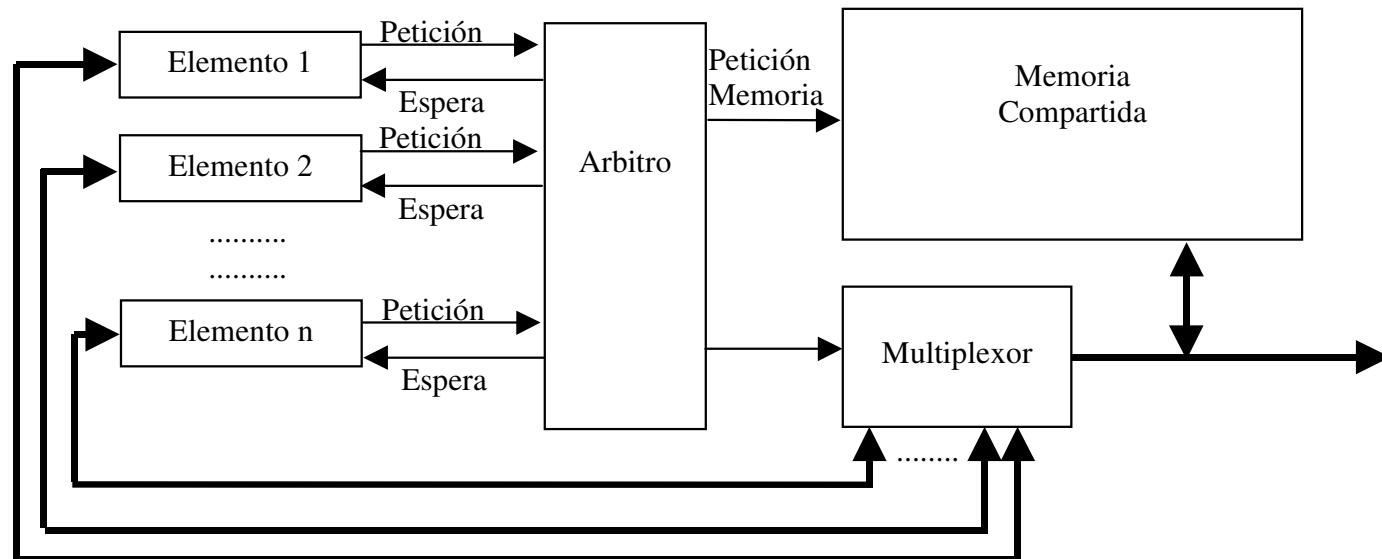 Petición
Elemento 1
Espera
Petición
Elemento 2
Espera
..........
..........
Petición
Elemento n
Espera
Arbitro
Petición
Memoria
Memoria
Compartida
Multiplexor
........